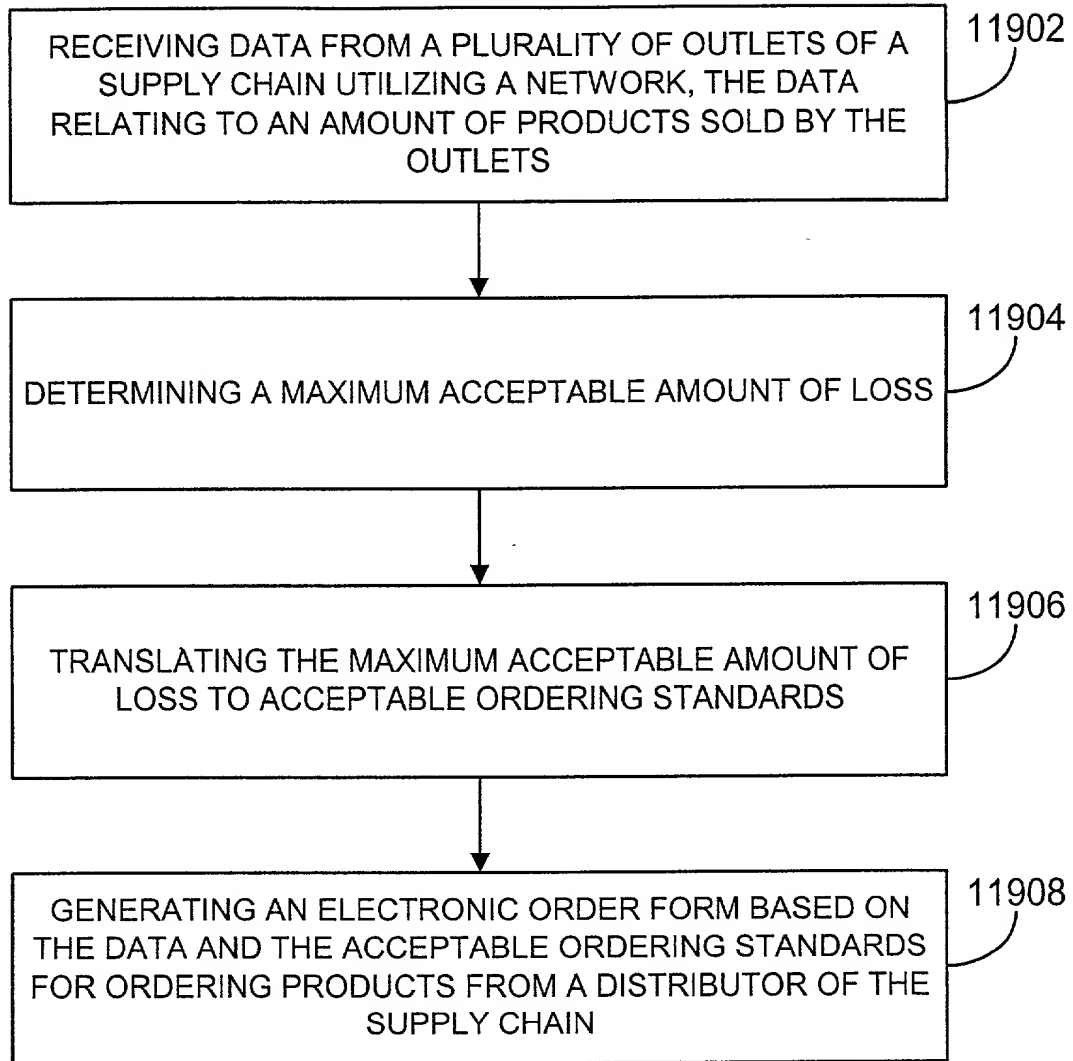 11902
RECEIVING DATA FROM A PLURALITY OF OUTLETS OF A
SUPPLY CHAIN UTILIZING A NETWORK, THE DATA
RELATING TO AN AMOUNT OF PRODUCTS SOLD BY THE
OUTLETS
11904
DETERMINING A MAXIMUM ACCEPTABLE AMOUNT OF LOSS
11906
TRANSLATING THE MAXIMUM ACCEPTABLE AMOUNT OF
LOSS TO ACCEPTABLE ORDERING STANDARDS
11908
GENERATING AN ELECTRONIC ORDER FORM BASED ON
THE DATA AND THE ACCEPTABLE ORDERING STANDARDS
FOR ORDERING PRODUCTS FROM A DISTRIBUTOR OF THE
SUPPLY CHAIN